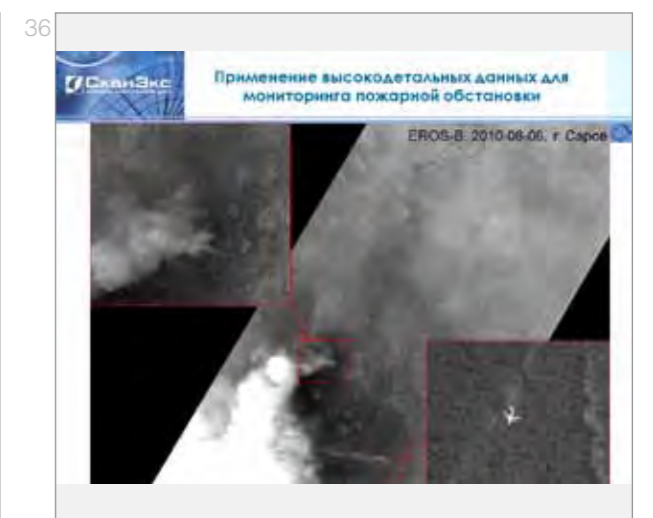 36
СканЭкс
Применение высокодетальных данных для
мониторинга пожарной обстановки
EROS-B, 2010-08-06, г. Саров